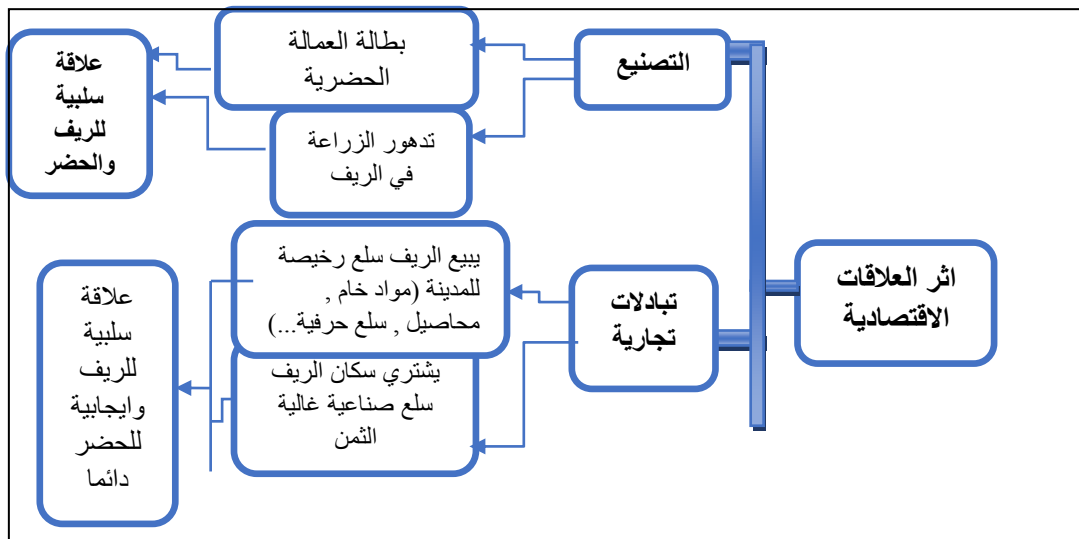 اثر العلاقات
الاقتصادية
التصنيع
بطالة العمالة
الحضرية
تدهور الزراعة
في الريف
علاقة
سلبية
للريف
والحضر
تبادلات
تجارية
يبيع الريف سلع رخيصة
للمدينة (مواد خام ,
محاصيل , سلع حرفية...)
يشتري سكان الريف
سلع صناعية غالية
الثمن
علاقة
سلبية
للريف
وايجابية
للحضر
دائما